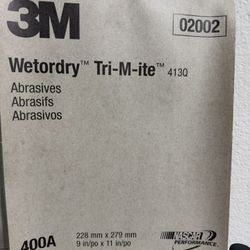 3M
02002
Wetordry™ Tri-M-ite™ 413Q
Abrasives
Abrasifs
Abrasivos
400A
228 mm x 279 mm
9 in/po x 11 in/po
NASCAR
PERFORMANCE